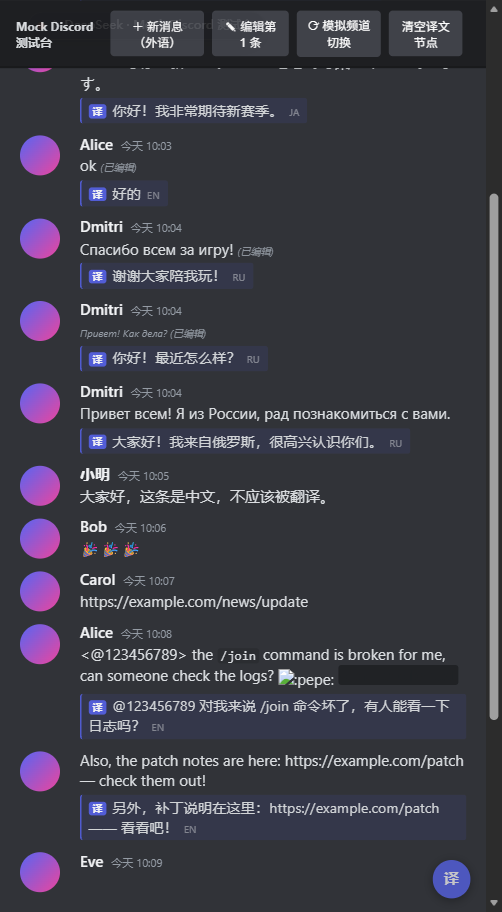 Mock Discord
测试台
＋ 新消息
（外语）
编辑第
1 条
模拟频道
切换
清空译文
节点
す。
译 你好！我非常期待新赛季。 JA
Alice 今天 10:03
ok (已编辑)
译 好的 EN
Dmitri 今天 10:04
Спасибо всем за игру! (已编辑)
译 谢谢大家陪我玩！ RU
Dmitri 今天 10:04
Привет! Как дела? (已编辑)
译 你好！最近怎么样？ RU
Dmitri 今天 10:04
Привет всем! Я из России, рад познакомиться с вами.
译 大家好！我来自俄罗斯，很高兴认识你们。 RU
小明 今天 10:05
大家好，这条是中文，不应该被翻译。
Bob 今天 10:06
🎉 🎉 🎉
Carol 今天 10:07
https://example.com/news/update
Alice 今天 10:08
<@123456789> the /join command is broken for me,
can someone check the logs? :pepe:
译 @123456789 对我来说 /join 命令坏了，有人能看一下
日志吗？ EN
Also, the patch notes are here: https://example.com/patch
— check them out!
译 另外，补丁说明在这里：https://example.com/patch
—— 看看吧！ EN
Eve 今天 10:09
译